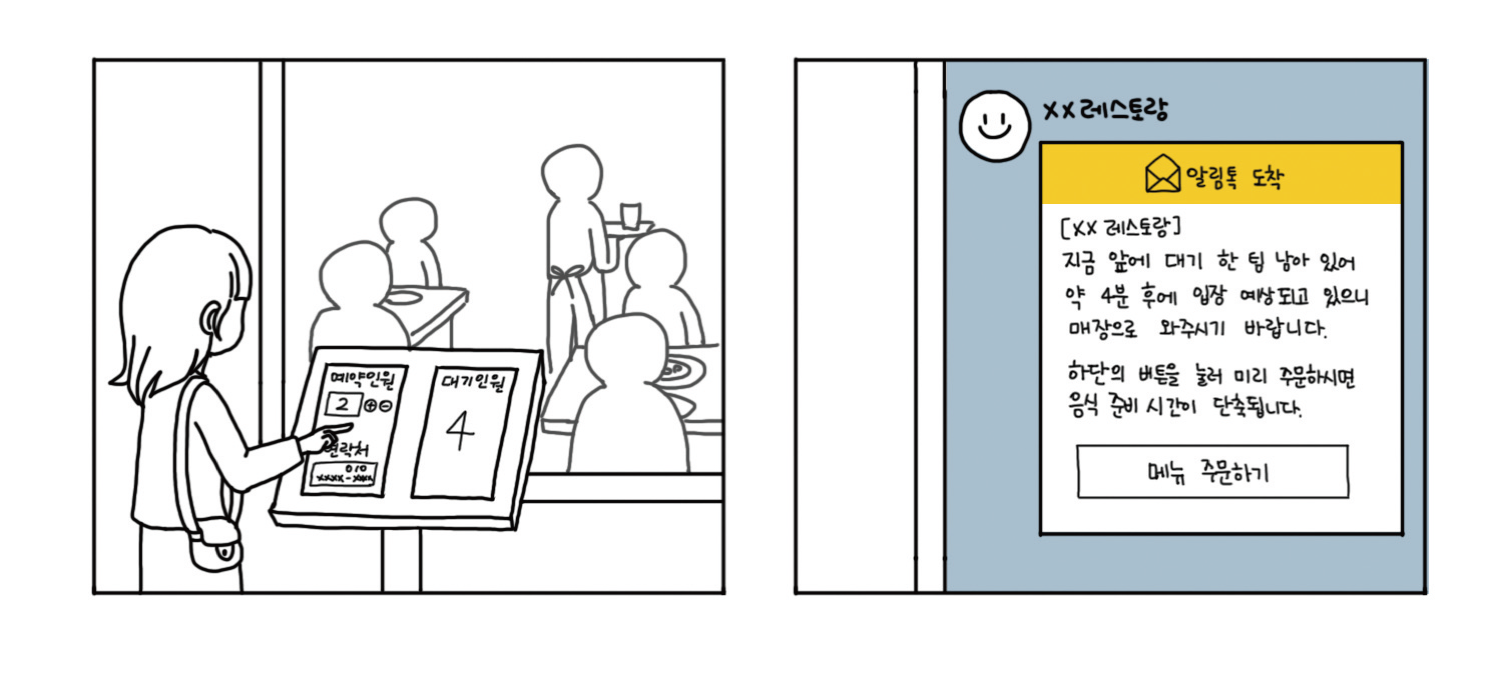 예약인원
2
연락처
010
xxxx-xxxx
대기인원
4
xx레스토랑
알림톡 도착
[xx 레스토랑]
지금 앞에 대기 한 팀 남아 있어
약 4분 후에 입장 예상되고 있으니
매장으로 와주시기 바랍니다.
하단의 버튼을 눌러 미리 주문하시면
음식 준비 시간이 단축됩니다.
메뉴 주문하기